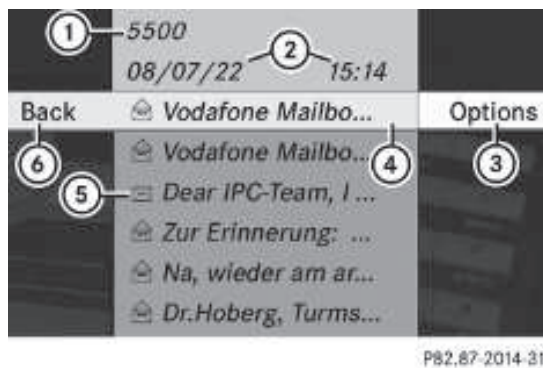 1 5500
2
08/07/22 15:14
Back Vodafone Mailbo... Options
6 Vodafone Mailbo... 4 3
5 Dear IPC-Team, I ...
Zur Erinnerung: ...
Na, wieder am ar...
Dr.Hoberg, Turms...
P82.87-2014-31